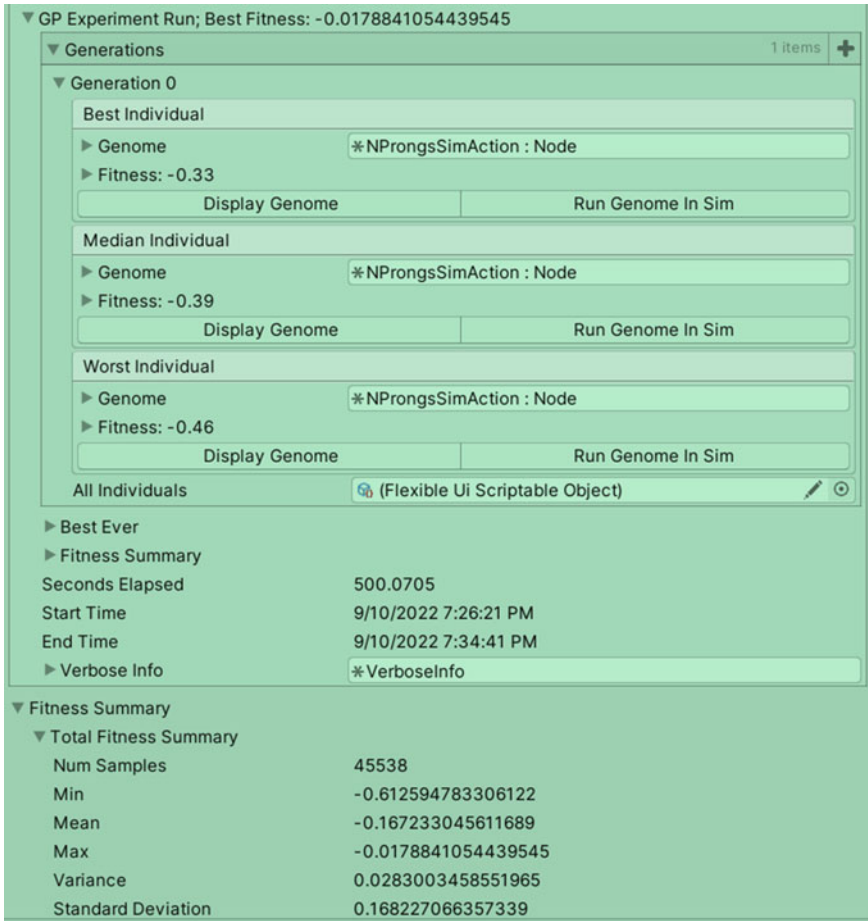 GP Experiment Run; Best Fitness: -0.0178841054439545
Generations 1 items
Generation 0
Best Individual
Genome *NProngsSimAction : Node
Fitness: -0.33
Display Genome Run Genome In Sim
Median Individual
Genome *NProngsSimAction : Node
Fitness: -0.39
Display Genome Run Genome In Sim
Worst Individual
Genome *NProngsSimAction : Node
Fitness: -0.46
Display Genome Run Genome In Sim
All Individuals (Flexible Ui Scriptable Object)
Best Ever
Fitness Summary
Seconds Elapsed 500.0705
Start Time 9/10/2022 7:26:21 PM
End Time 9/10/2022 7:34:41 PM
Verbose Info *VerboseInfo
Fitness Summary
Total Fitness Summary
Num Samples 45538
Min -0.612594783306122
Mean -0.167233045611689
Max -0.0178841054439545
Variance 0.0283003458551965
Standard Deviation 0.168227066357339